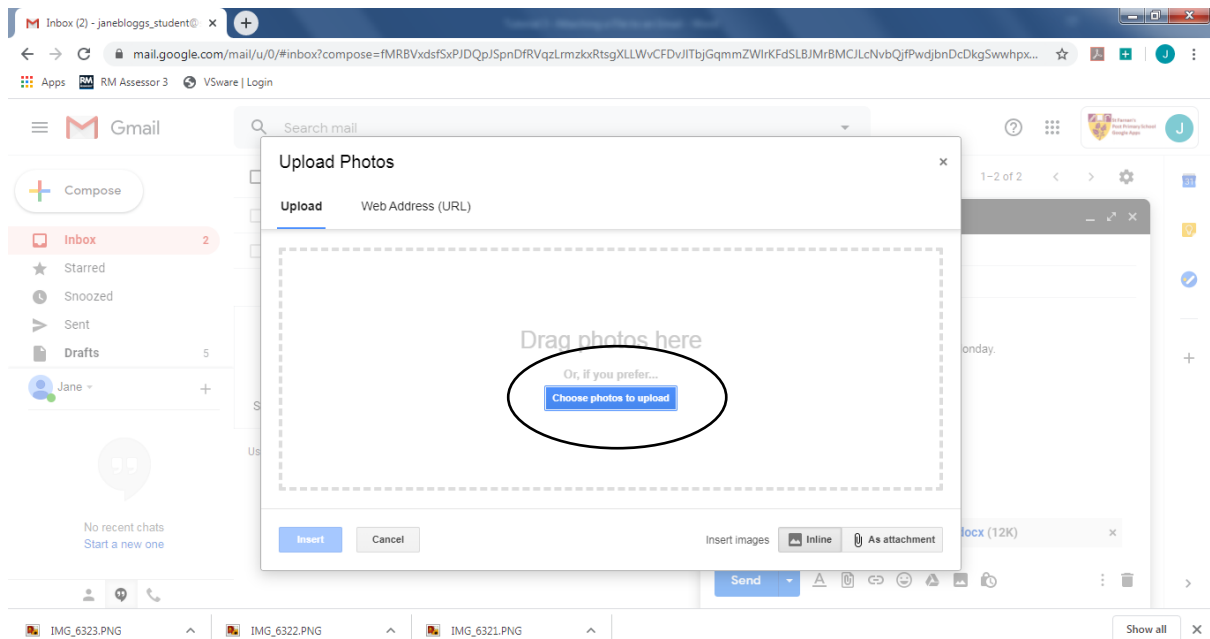 Inbox (2) - janebloggs_student@
mail.google.com/mail/u/0/#inbox?compose=fMRBVxdsfSxPJDQpJSpnDfRVqzLrmzkxRtsgXLLWvCFDvJITbjGqmmZWIrKFdSLBJMrBMCJLcNvbQjfPwdjbnDcDkgSwwhpx...
Apps RM RM Assessor 3 VSware | Login
Gmail
Search mail
J
Upload Photos
1–2 of 2
Compose
Upload Web Address (URL)
Inbox 2
Starred
Snoozed
Sent
Drafts 5
Drag photos here
onday.
Or, if you prefer...
Jane
Choose photos to upload
S
Us
No recent chats
Start a new one
Insert Cancel Insert images Inline As attachment
docx (12K)
Send
IMG_6323.PNG IMG_6322.PNG IMG_6321.PNG Show all